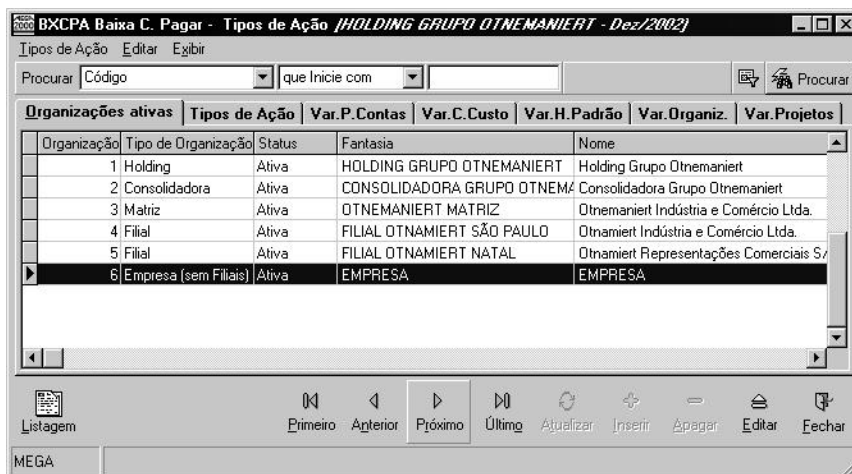 BXCPA Baixa C. Pagar - Tipos de Ação [HOLDING GRUPO OTNEMANIERT - Dez/2002]
Tipos de Ação Editar Exibir
Procurar Código que Inicie com Procurar
Organizações ativas Tipos de Ação Var.P.Contas Var.C.Custo Var.H.Padrão Var.Organiz. Var.Projetos
Organização Tipo de Organização Status Fantasia Nome
1 Holding Ativa HOLDING GRUPO OTNEMANIERT Holding Grupo Otnemaniert
2 Consolidadora Ativa CONSOLIDADORA GRUPO OTNEMA Consolidadora Grupo Otnemaniert
3 Matriz Ativa OTNEMANIERT MATRIZ Otnemaniert Indústria e Comércio Ltda.
4 Filial Ativa FILIAL OTNAMIERT SÃO PAULO Otnamiert Indústria e Comércio Ltda.
5 Filial Ativa FILIAL OTNAMIERT NATAL Otnamiert Representações Comerciais S/
6 Empresa (sem Filiais) Ativa EMPRESA EMPRESA
Listagem Primeiro Anterior Próximo Último Atualizar Inserir Apagar Editar Fechar
MEGA